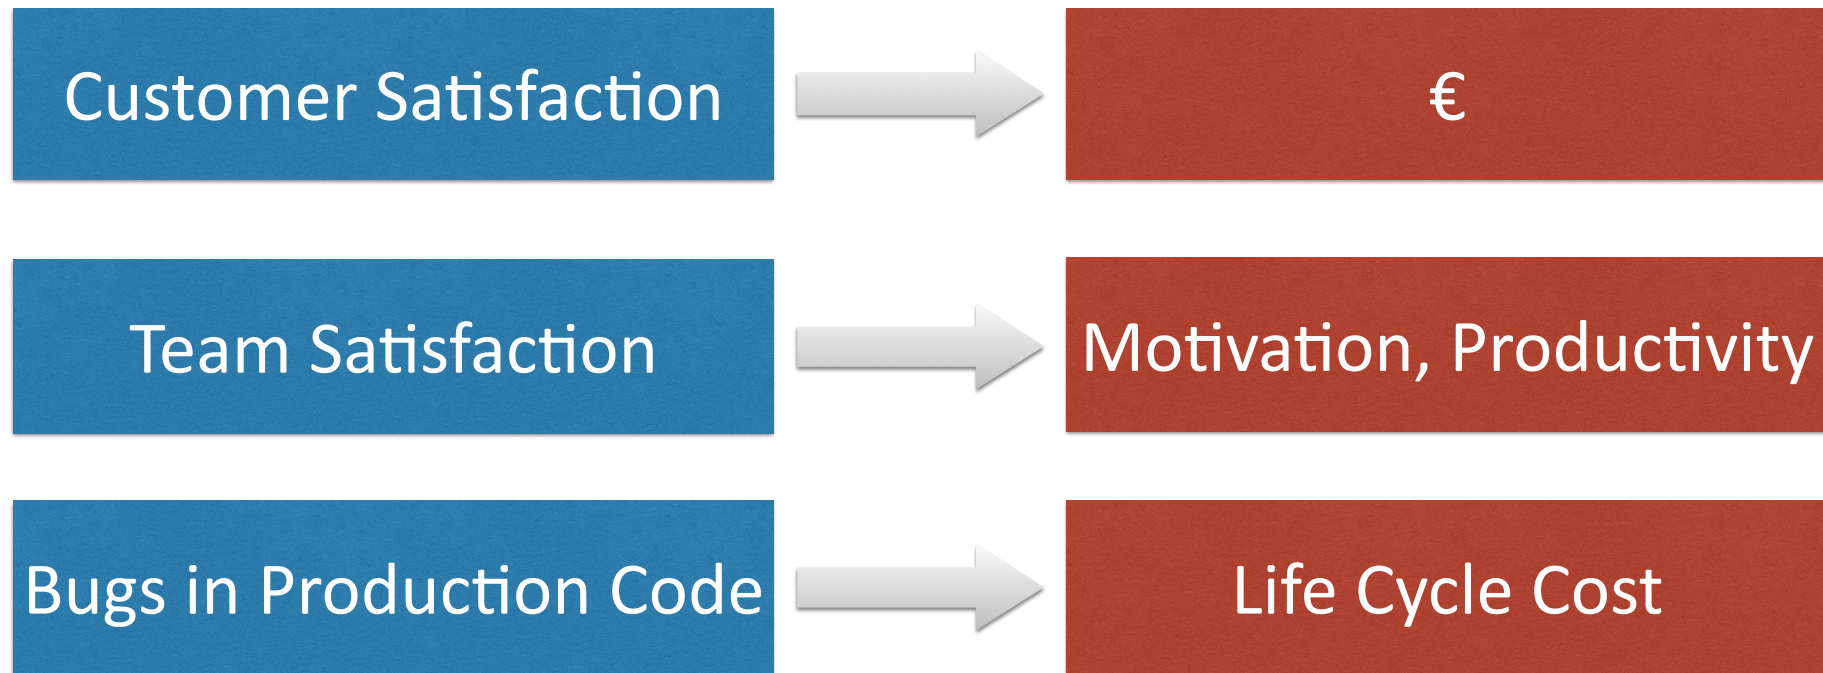 Customer Satisfaction
€
Team Satisfaction
Motivation, Productivity
Bugs in Production Code
Life Cycle Cost